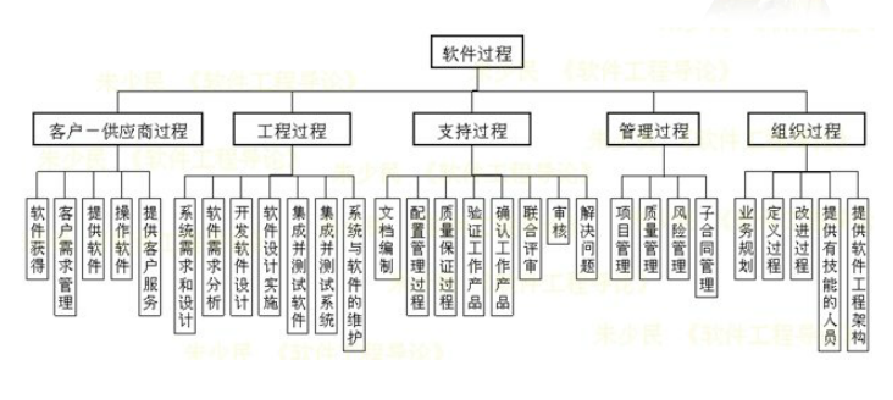 软件过程
客户－供应商过程
工程过程
支持过程
管理过程
组织过程
软件获得
客户需求管理
提供软件
操作软件
提供客户服务
系统需求和设计
软件需求分析
开发软件设计
软件设计实施
集成并测试软件
集成并测试系统
系统与软件的维护
文档编制
配置管理过程
质量保证过程
验证工作产品
确认工作产品
联合评审
审核
解决问题
项目管理
质量管理
风险管理
子合同管理
业务规划
定义过程
改进过程
提供有技能的人员
提供软件工程架构
朱少民 《软件工程导论》